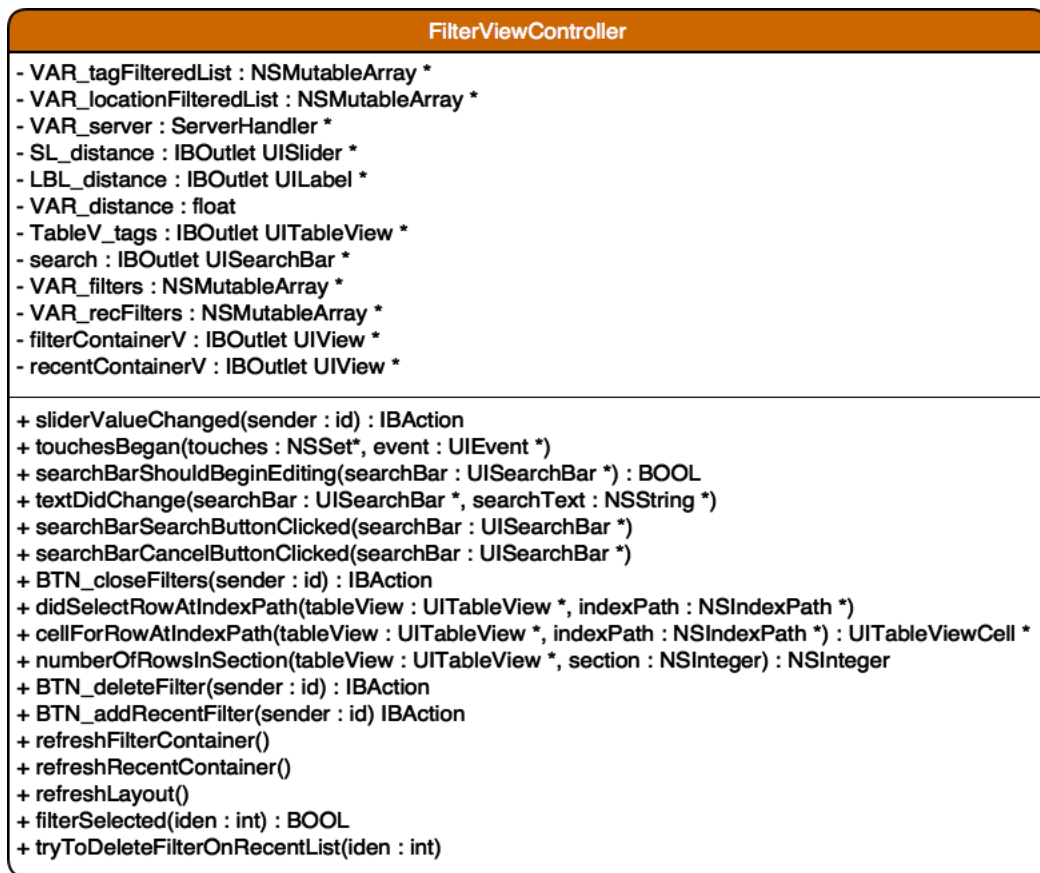 FilterViewController
- VAR_tagFilteredList : NSMutableArray *
- VAR_locationFilteredList : NSMutableArray *
- VAR_server : ServerHandler *
- SL_distance : IBOutlet UISlider *
- LBL_distance : IBOutlet UILabel *
- VAR_distance : float
- TableV_tags : IBOutlet UITableView *
- search : IBOutlet UISearchBar *
- VAR_filters : NSMutableArray *
- VAR_recFilters : NSMutableArray *
- filterContainerV : IBOutlet UIView *
- recentContainerV : IBOutlet UIView *
+ sliderValueChanged(sender : id) : IBAction
+ touchesBegan(touches : NSSet*, event : UIEvent *)
+ searchBarShouldBeginEditing(searchBar : UISearchBar *) : BOOL
+ textDidChange(searchBar : UISearchBar *, searchText : NSString *)
+ searchBarSearchButtonClicked(searchBar : UISearchBar *)
+ searchBarCancelButtonClicked(searchBar : UISearchBar *)
+ BTN_closeFilters(sender : id) : IBAction
+ didSelectRowAtIndexPath(tableView : UITableView *, indexPath : NSIndexPath *)
+ cellForRowAtIndexPath(tableView : UITableView *, indexPath : NSIndexPath *) : UITableViewCell *
+ numberOfRowsInSection(tableView : UITableView *, section : NSInteger) : NSInteger
+ BTN_deleteFilter(sender : id) : IBAction
+ BTN_addRecentFilter(sender : id) IBAction
+ refreshFilterContainer()
+ refreshRecentContainer()
+ refreshLayout()
+ filterSelected(iden : int) : BOOL
+ tryToDeleteFilterOnRecentList(iden : int)